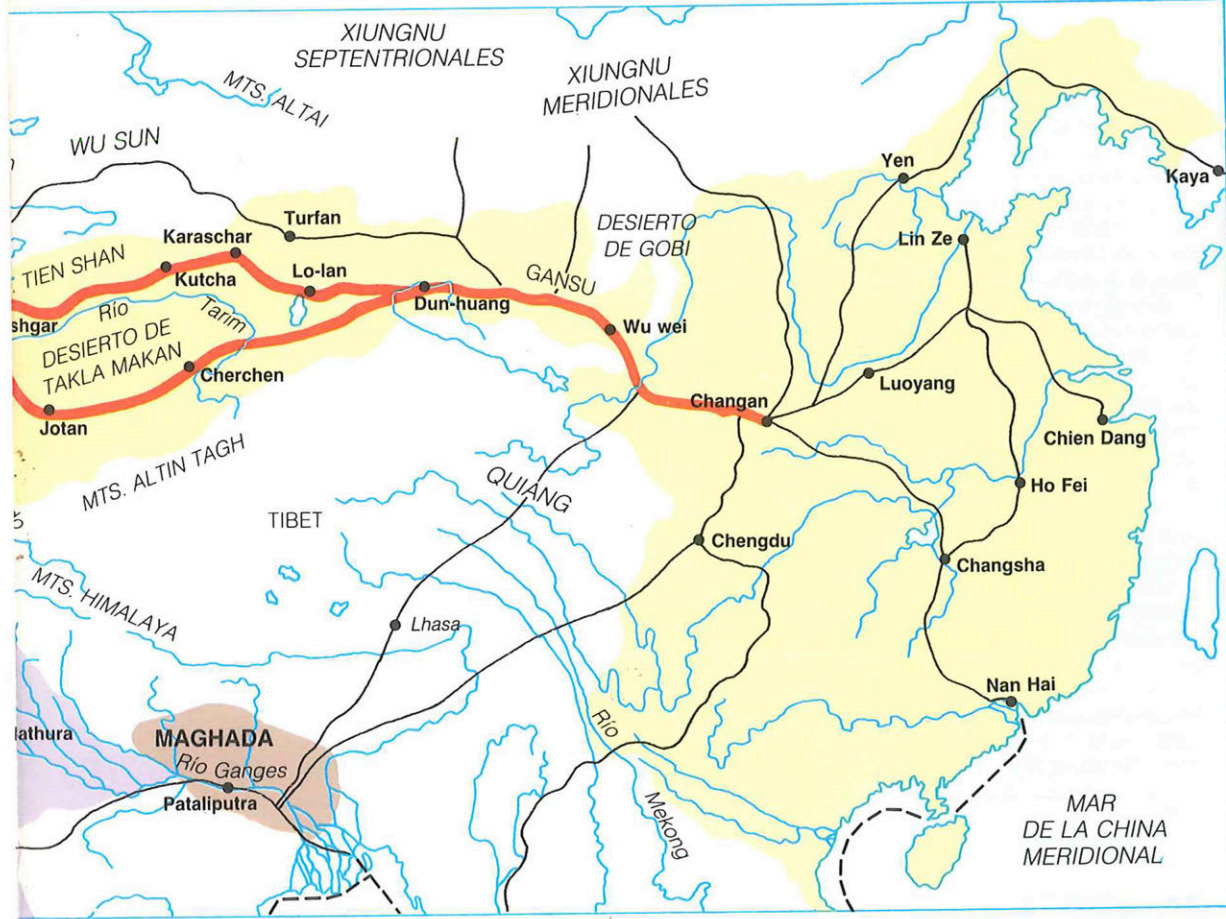 XIUNGNU
SEPTENTRIONALES
XIUNGNU
MERIDIONALES
MTS. ALTAI
WU SUN
Yen
Kaya
Turfan
DESIERTO
DE GOBI
Karaschar
Lin Ze
TIEN SHAN
Kutcha
Lo-lan
GANSU
Dun-huang
shgar
Río
Tarim
Wu wei
DESIERTO DE
TAKLA MAKAN
Cherchen
Luoyang
Jotan
Changan
Chien Dang
MTS. ALTIN TAGH
QUIANG
Ho Fei
TIBET
Chengdu
Changsha
MTS. HIMALAYA
Lhasa
Nan Hai
Río
Mekong
lathura
MAGHADA
Río Ganges
Pataliputra
MAR
DE LA CHINA
MERIDIONAL